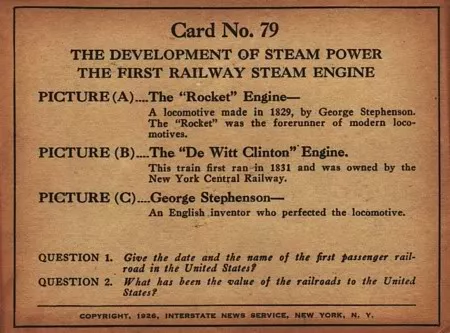 Card No. 79
THE DEVELOPMENT OF STEAM POWER
THE FIRST RAILWAY STEAM ENGINE
PICTURE (A)....The "Rocket" Engine—
A locomotive made in 1829, by George Stephenson.
The "Rocket" was the forerunner of modern loco-
motives.
PICTURE (B)....The "De Witt Clinton" Engine.
This train first ran in 1831 and was owned by the
New York Central Railway.
PICTURE (C)....George Stephenson—
An English inventor who perfected the locomotive.
QUESTION 1. Give the date and the name of the first passenger rail-
road in the United States?
QUESTION 2. What has been the value of the railroads to the United
States?
COPYRIGHT, 1926, INTERSTATE NEWS SERVICE, NEW YORK, N. Y.